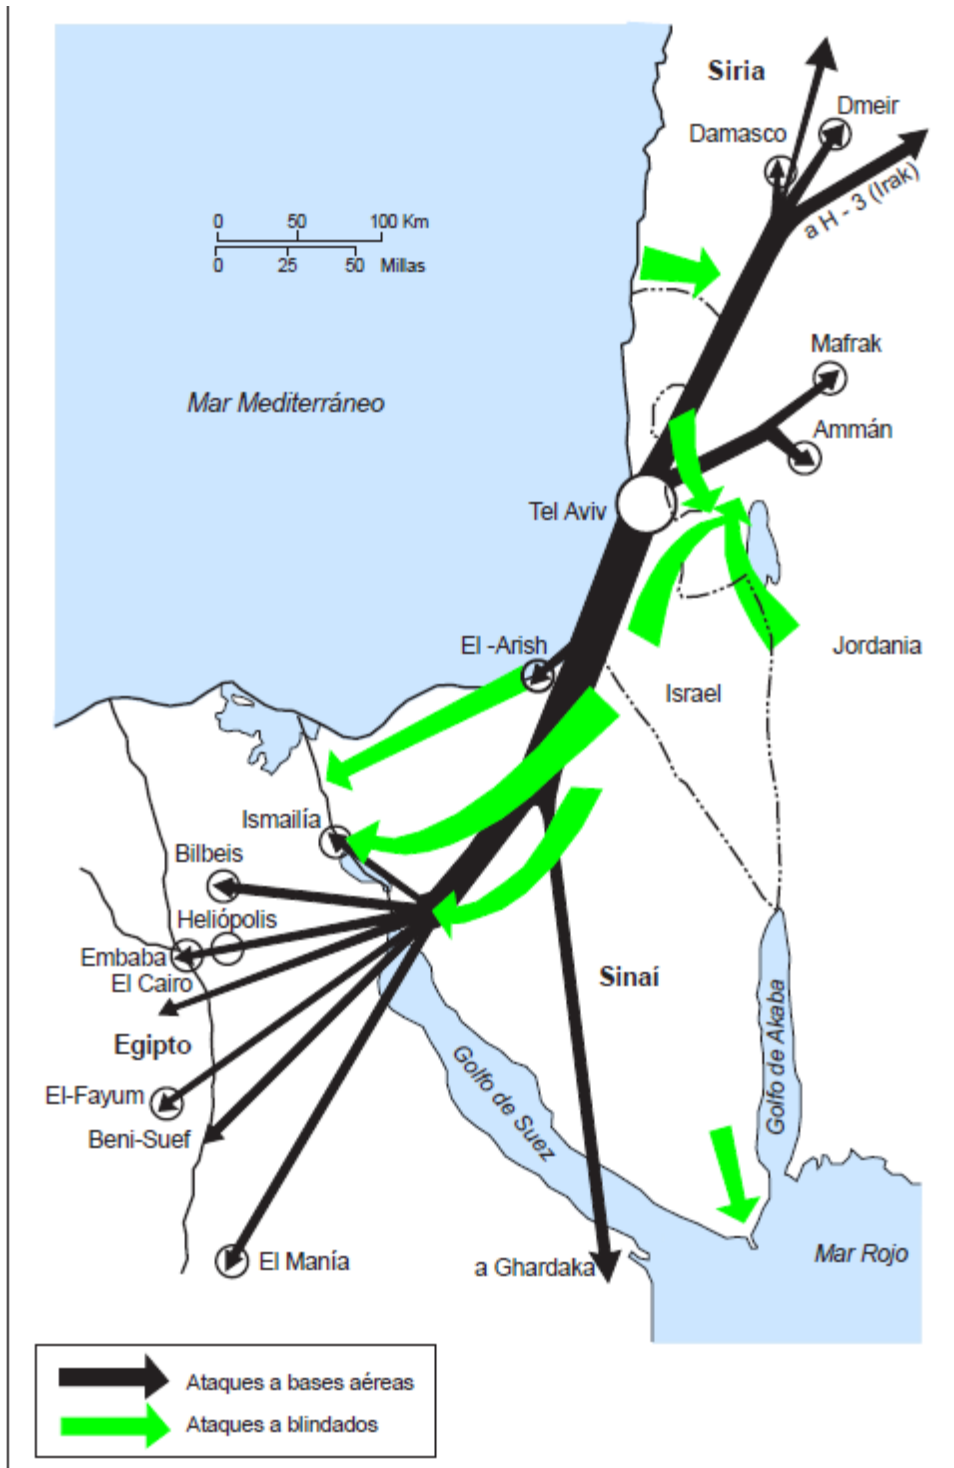 Siria
Dmeir
Damasco
a H - 3 (Irak)
0 50 100 Km
0 25 50 Millas
Mafrak
Mar Mediterráneo
Ammán
Tel Aviv
El -Arish
Jordania
Israel
Ismailía
Bilbeis
Heliópolis
Embaba
El Cairo
Sinaí
Egipto
Golfo de Akaba
Golfo de Suez
El-Fayum
Beni-Suef
El Manía
a Ghardaka
Mar Rojo
Ataques a bases aéreas
Ataques a blindados